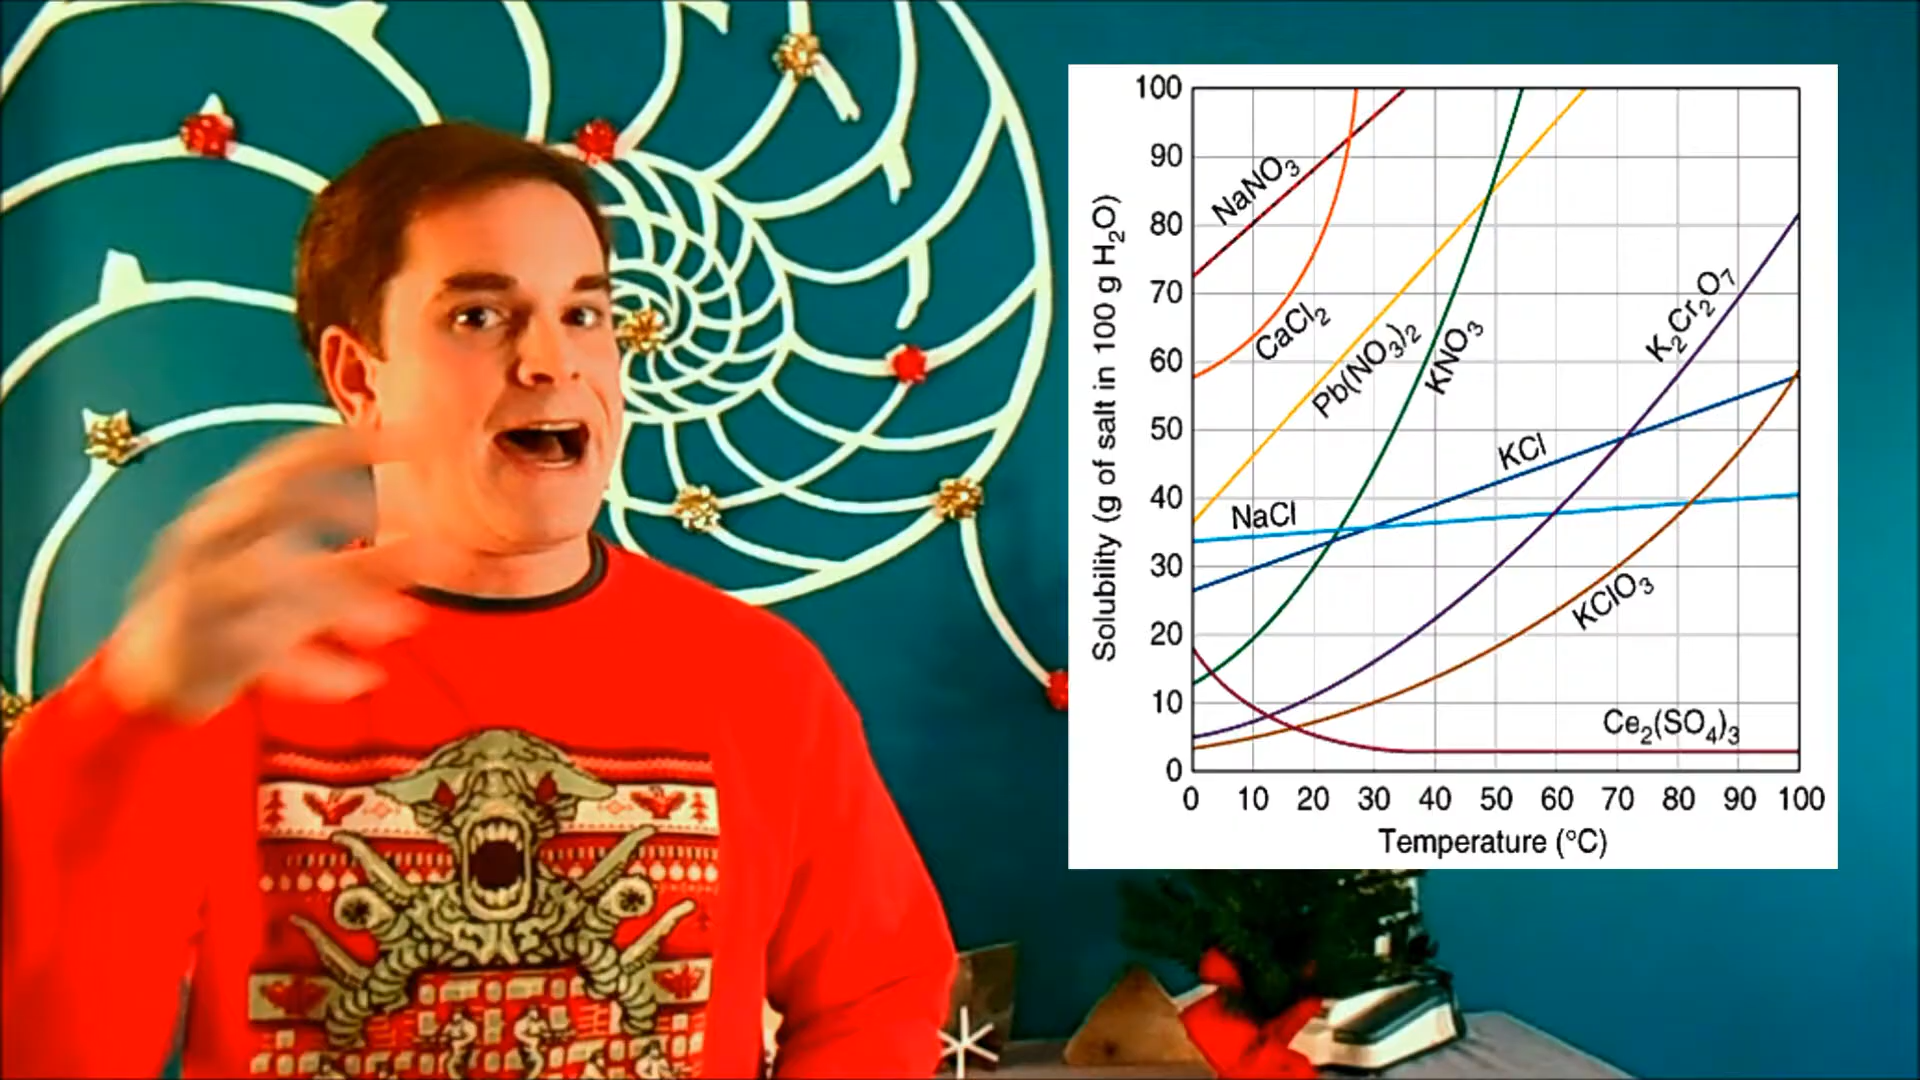 100
90
80
70
60
50
40
30
20
10
0
Solubility (g of salt in 100 g H₂O)
NaNO₃
CaCl₂
Pb(NO₃)₂
KNO₃
K₂Cr₂O₇
KCl
NaCl
KClO₃
Ce₂(SO₄)₃
0 10 20 30 40 50 60 70 80 90 100
Temperature (°C)